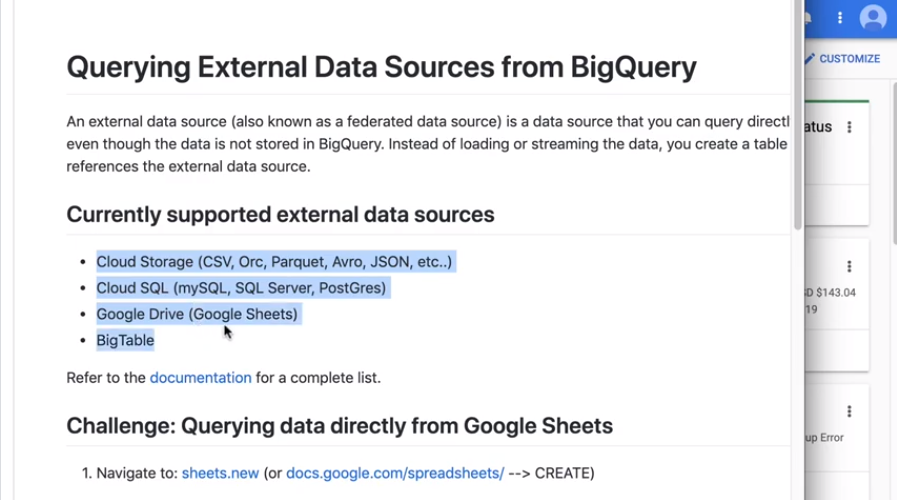 Querying External Data Sources from BigQuery
CUSTOMIZE
An external data source (also known as a federated data source) is a data source that you can query
even though the data is not stored in BigQuery. Instead of loading or streaming the data, you create a table
references the external data source.
Currently supported external data sources
• Cloud Storage (CSV, Orc, Parquet, Avro, JSON, etc..)
• Cloud SQL (mySQL, SQL Server, PostGres)
• Google Drive (Google Sheets)
$143.04
19
• BigTable
Refer to the documentation for a complete list.
Challenge: Querying data directly from Google Sheets
up Error
1. Navigate to: sheets.new (or docs.google.com/spreadsheets/ --> CREATE)